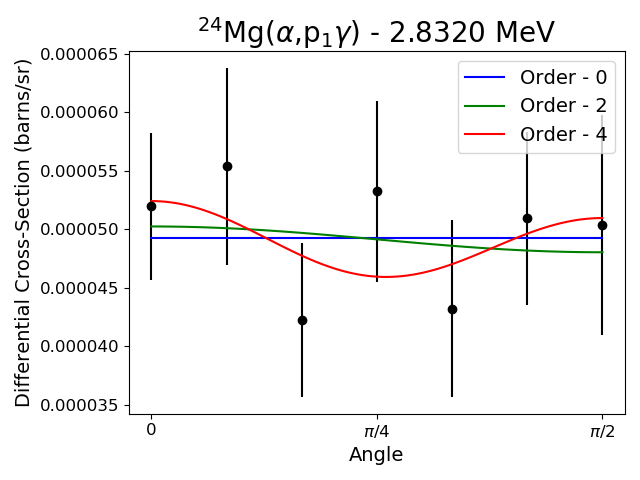 ²⁴Mg(α,p₁γ) - 2.8320 MeV
Differential Cross-Section (barns/sr)
0.000065
0.000060
0.000055
0.000050
0.000045
0.000040
0.000035
Order - 0
Order - 2
Order - 4
0
π/4
π/2
Angle